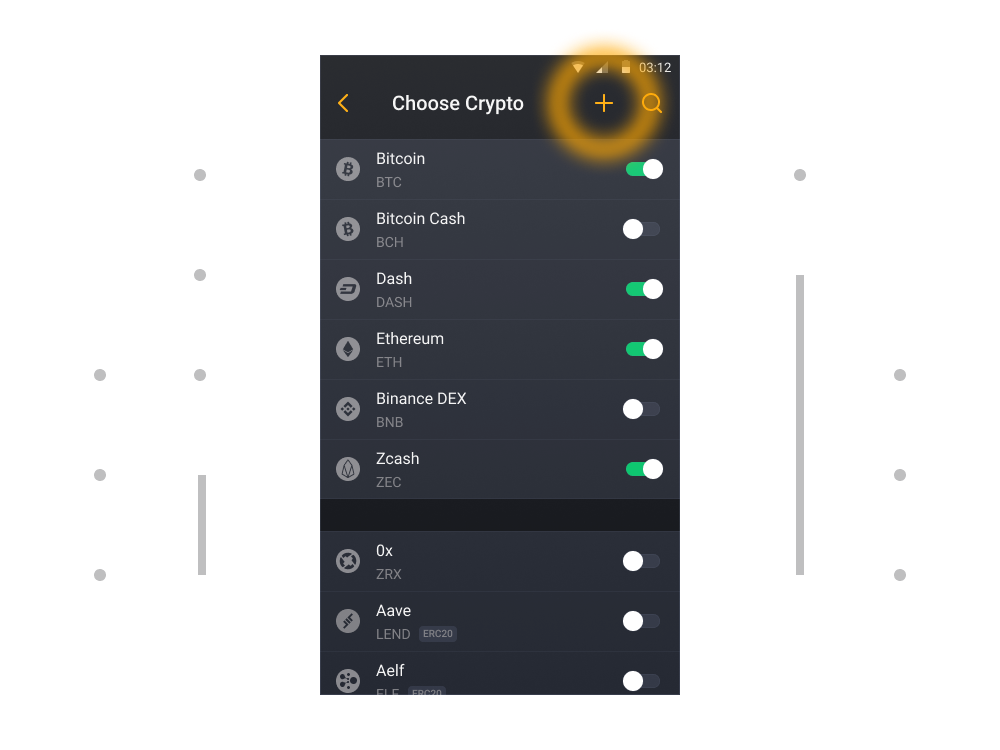 03:12
Choose Crypto
Bitcoin
BTC
Bitcoin Cash
BCH
Dash
DASH
Ethereum
ETH
Binance DEX
BNB
Zcash
ZEC
0x
ZRX
Aave
LEND ERC20
Aelf
ELF ERC20